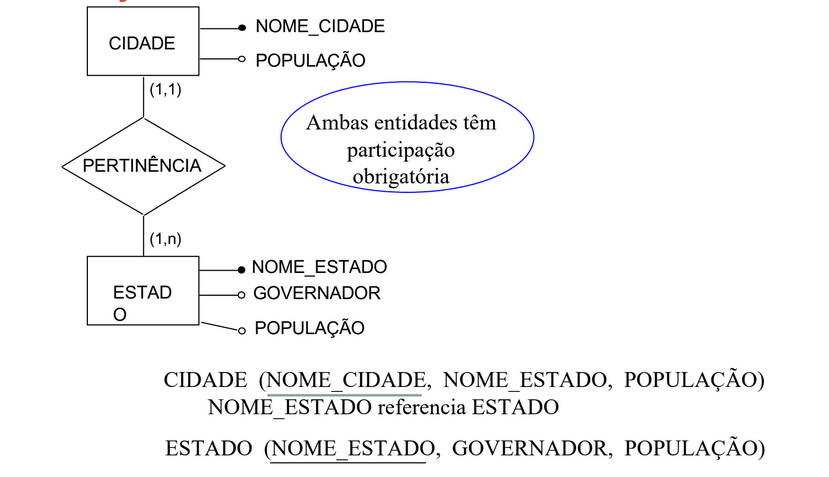 CIDADE
NOME_CIDADE
POPULAÇÃO
(1,1)
Ambas entidades têm
participação
obrigatória
PERTINÊNCIA
(1,n)
ESTAD
O
NOME_ESTADO
GOVERNADOR
POPULAÇÃO
CIDADE (NOME_CIDADE, NOME_ESTADO, POPULAÇÃO)
NOME_ESTADO referencia ESTADO
ESTADO (NOME_ESTADO, GOVERNADOR, POPULAÇÃO)